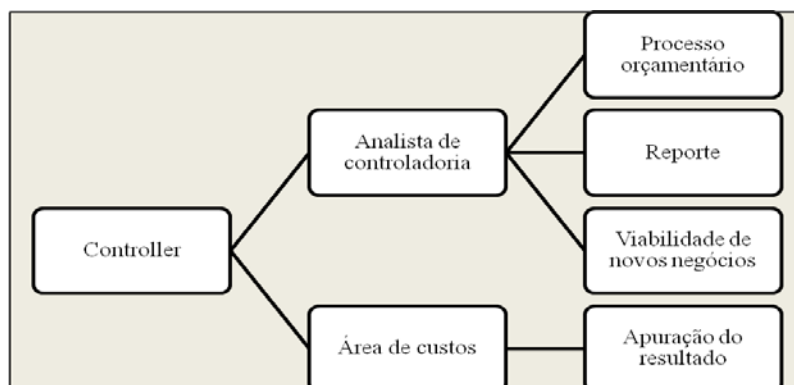 Controller
Analista de
controladoria
Processo
orçamentário
Reporte
Viabilidade de
novos negócios
Área de custos
Apuração do
resultado